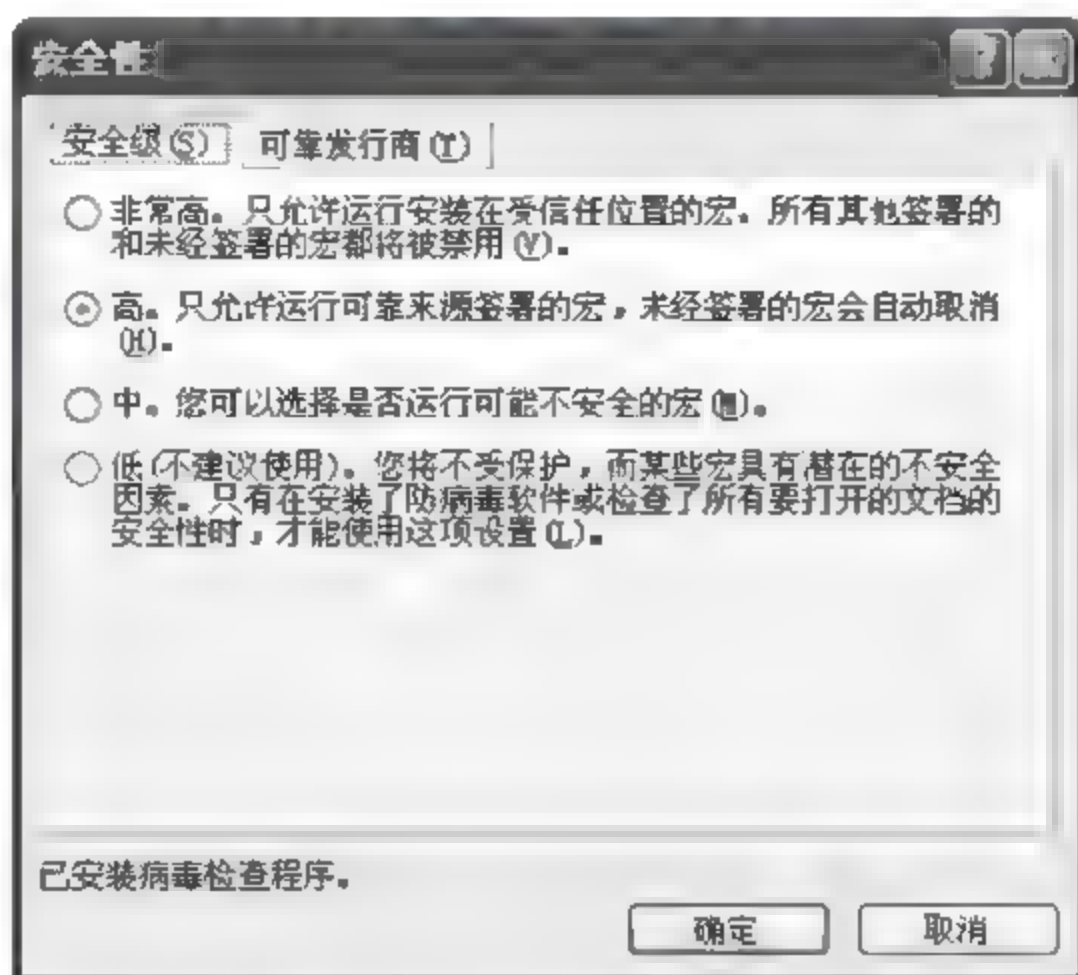 安全性
安全级(S) 可靠发行商(T)
非常高。只允许运行安装在受信任位置的宏。所有其他签署的
和未经签署的宏都将被禁用(V)。
高。只允许运行可靠来源签署的宏，未经签署的宏会自动取消
(H)。
中。您可以选择是否运行可能不安全的宏(M)。
低(不建议使用)。您将不受保护，而某些宏具有潜在的不安全
因素。只有在安装了防病毒软件或检查了所有要打开的文档的
安全性时，才能使用这项设置(L)。
已安装病毒检查程序。
确定 取消